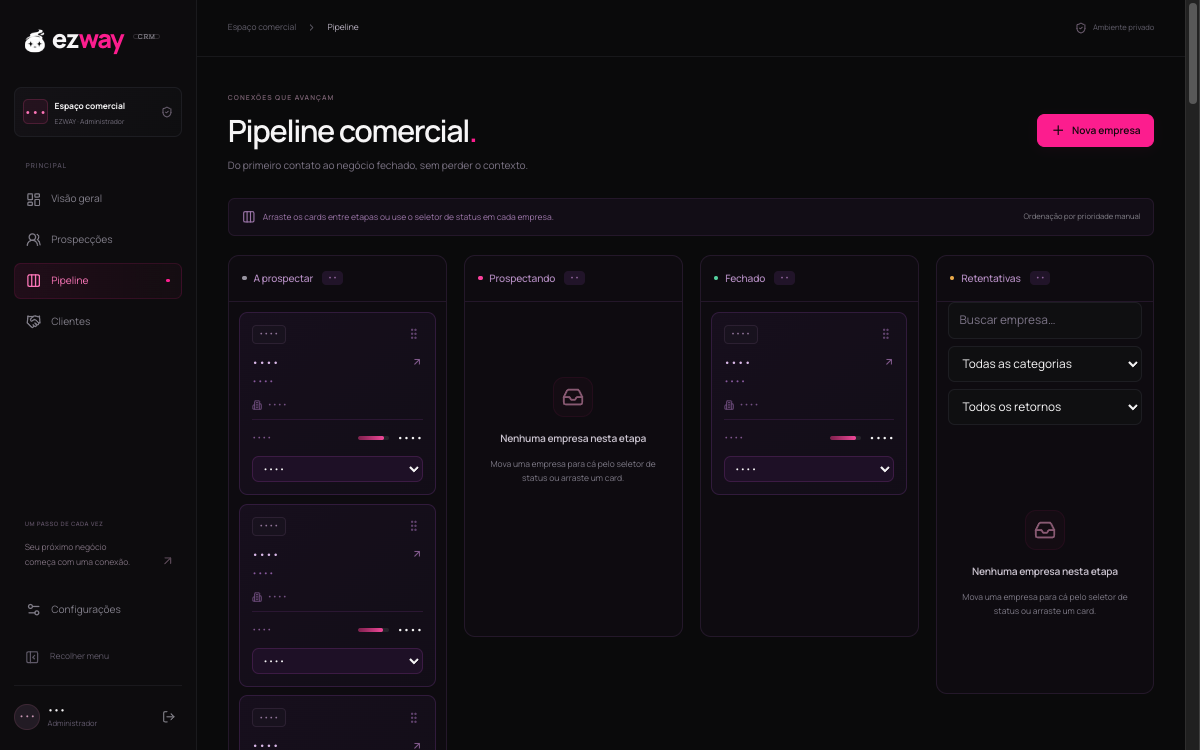 ezway CRM
Espaço comercial
EZWAY · Administrador
PRINCIPAL
Visão geral
Prospecções
Pipeline
Clientes
UM PASSO DE CADA VEZ
Seu próximo negócio
começa com uma conexão.
Configurações
Recolher menu
Administrador
Espaço comercial > Pipeline
Ambiente privado
CONEXÕES QUE AVANÇAM
Pipeline comercial.
Do primeiro contato ao negócio fechado, sem perder o contexto.
+ Nova empresa
Arraste os cards entre etapas ou use o seletor de status em cada empresa.
Ordenação por prioridade manual
A prospectar
Prospectando
Nenhuma empresa nesta etapa
Mova uma empresa para cá pelo seletor de
status ou arraste um card.
Fechado
Retentativas
Buscar empresa...
Todas as categorias
Todos os retornos
Nenhuma empresa nesta etapa
Mova uma empresa para cá pelo seletor de
status ou arraste um card.